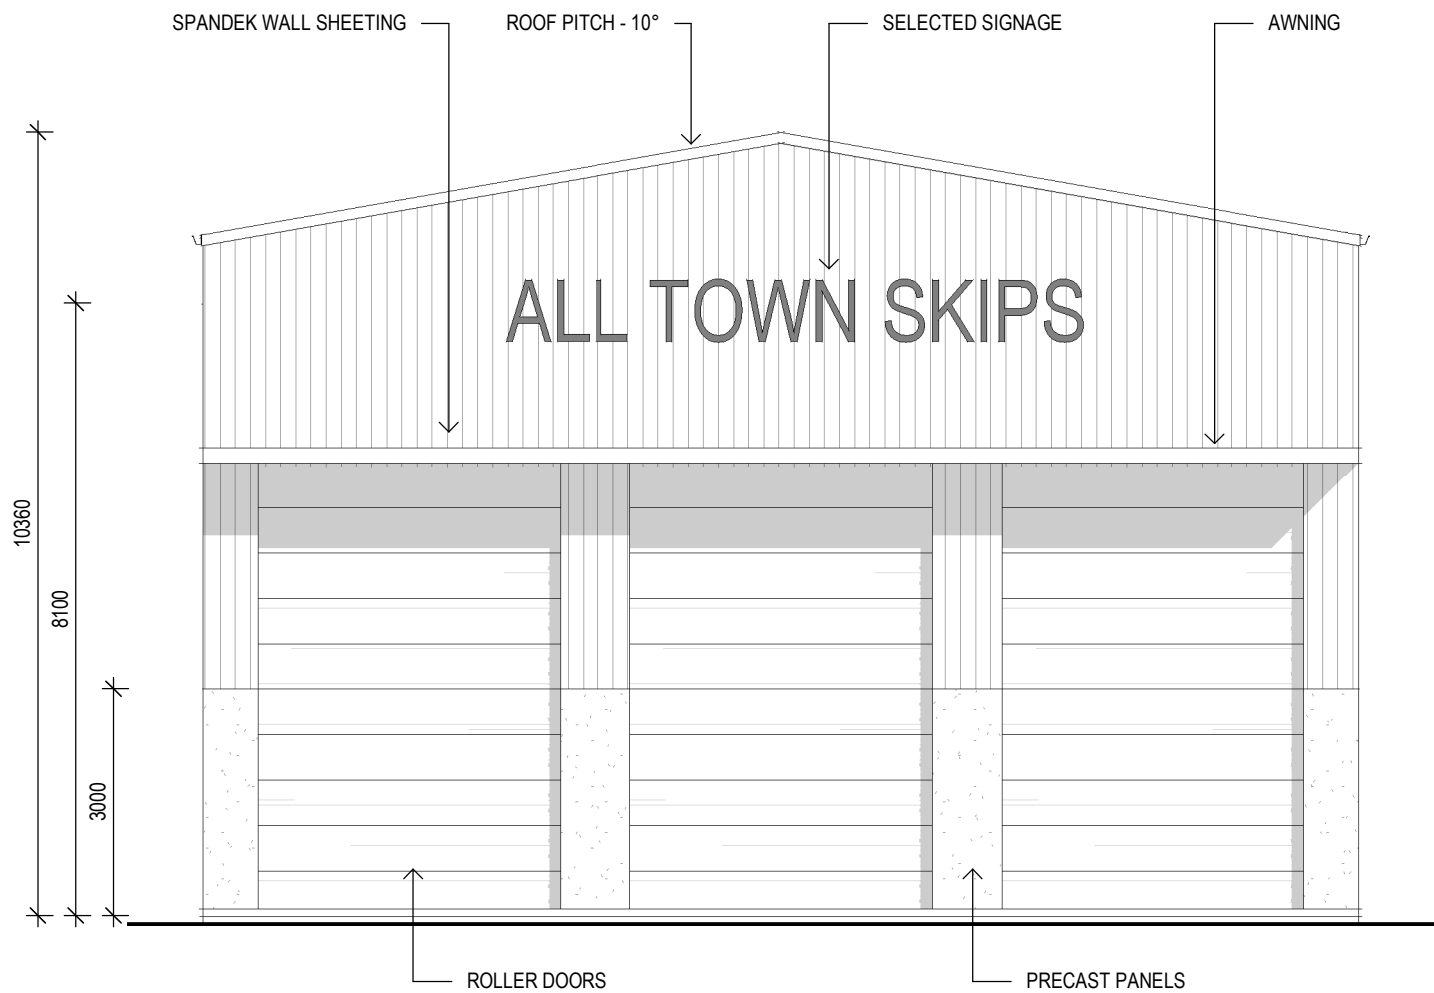 SPANDEK WALL SHEETING
ROOF PITCH - 10°
SELECTED SIGNAGE
AWNING
ALL TOWN SKIPS
10360
8100
3000
ROLLER DOORS
PRECAST PANELS